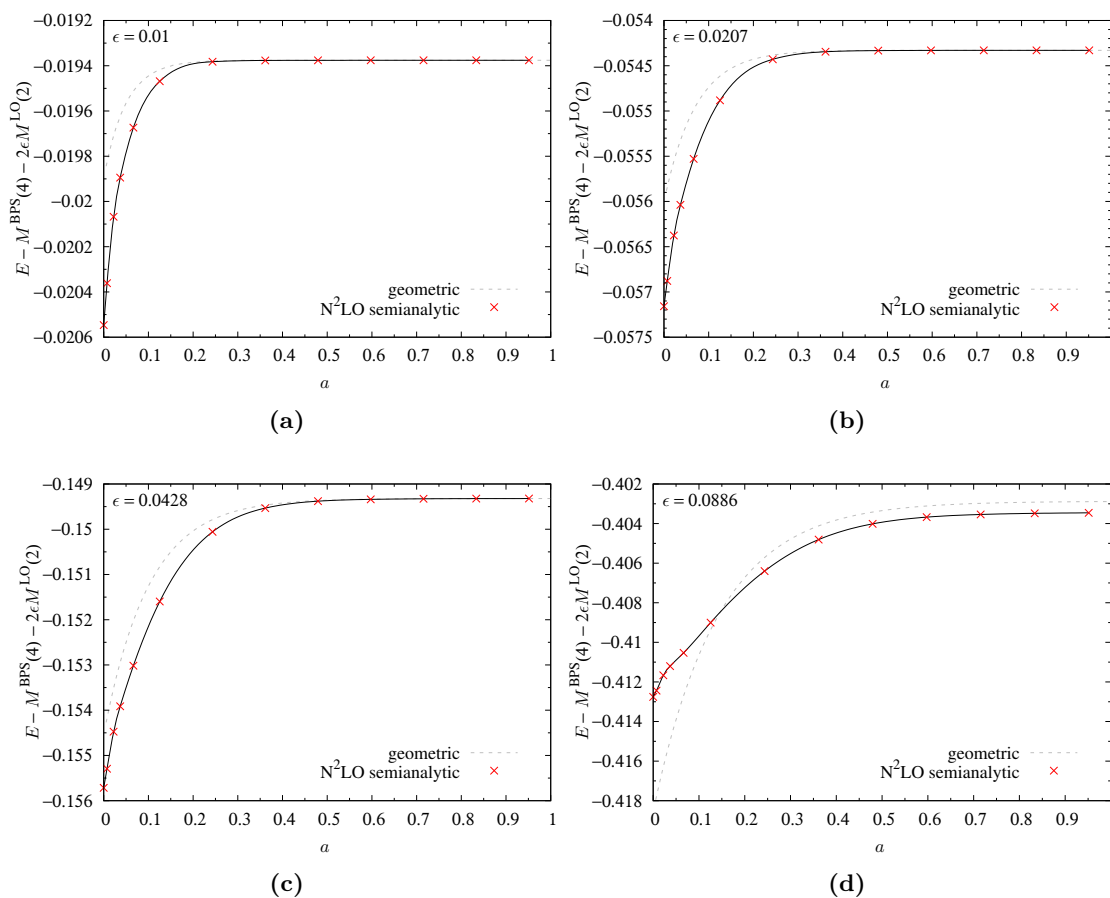 ϵ = 0.01
−0.019
−0.0192
−0.0194
−0.0196
−0.0198
−0.02
−0.0202
−0.0204
−0.0206
E − M^BPS(4) − 2ϵM^LO(2)
geometric
N²LO semianalytic
0 0.1 0.2 0.3 0.4 0.5 0.6 0.7 0.8 0.9 1
a
(a)
ϵ = 0.0207
−0.054
−0.0545
−0.055
−0.0555
−0.056
−0.0565
−0.057
−0.0575
E − M^BPS(4) − 2ϵM^LO(2)
geometric
N²LO semianalytic
0 0.1 0.2 0.3 0.4 0.5 0.6 0.7 0.8 0.9
a
(b)
ϵ = 0.0428
−0.149
−0.15
−0.151
−0.152
−0.153
−0.154
−0.155
−0.156
E − M^BPS(4) − 2ϵM^LO(2)
geometric
N²LO semianalytic
0 0.1 0.2 0.3 0.4 0.5 0.6 0.7 0.8 0.9 1
a
(c)
ϵ = 0.0886
−0.402
−0.404
−0.406
−0.408
−0.41
−0.412
−0.414
−0.416
−0.418
E − M^BPS(4) − 2ϵM^LO(2)
geometric
N²LO semianalytic
0 0.1 0.2 0.3 0.4 0.5 0.6 0.7 0.8 0.9
a
(d)